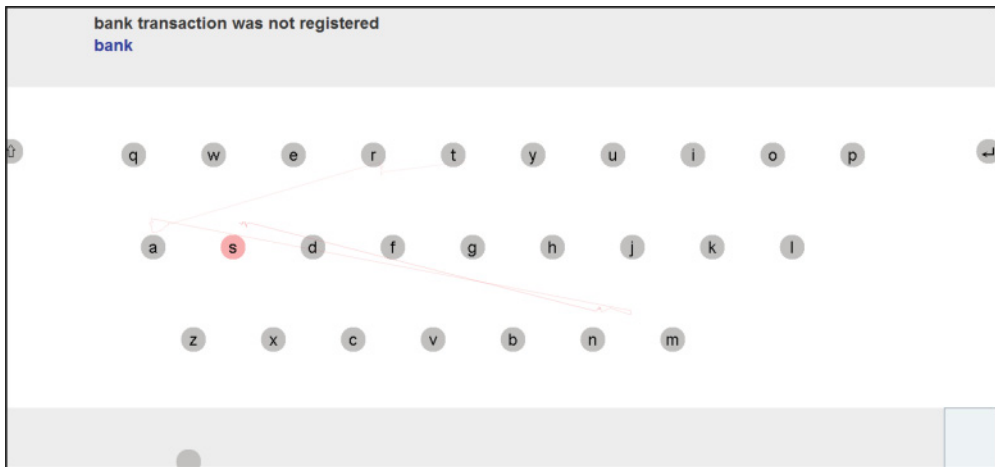 bank transaction was not registered
bank
⇧ q w e r t y u i o p ↵
a s d f g h j k l
z x c v b n m